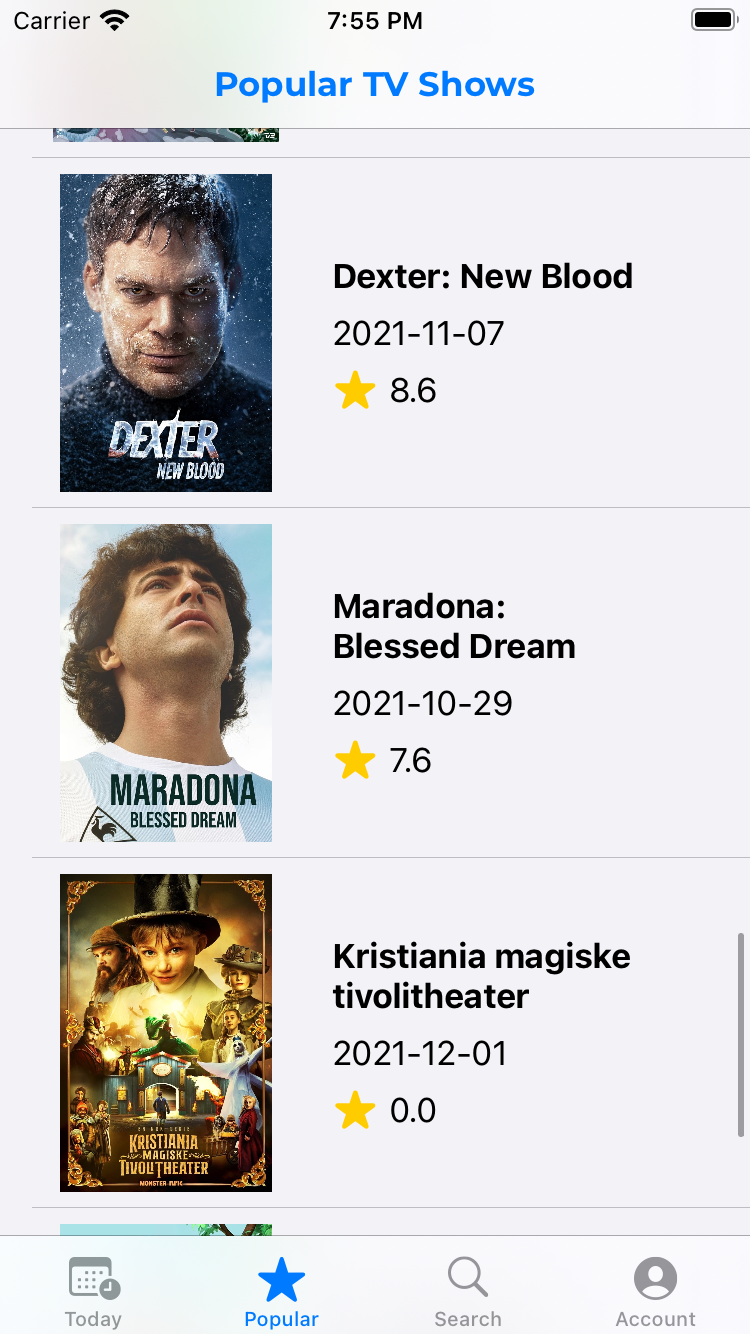 Carrier
7:55 PM
Popular TV Shows
DEXTER
NEW BLOOD
Dexter: New Blood
2021-11-07
8.6
MARADONA
BLESSED DREAM
Maradona:
Blessed Dream
2021-10-29
7.6
KRISTIANIA
MAGISKE
TIVOLITHEATER
MONSTER
Kristiania magiske
tivolitheater
2021-12-01
0.0
Today
Popular
Search
Account